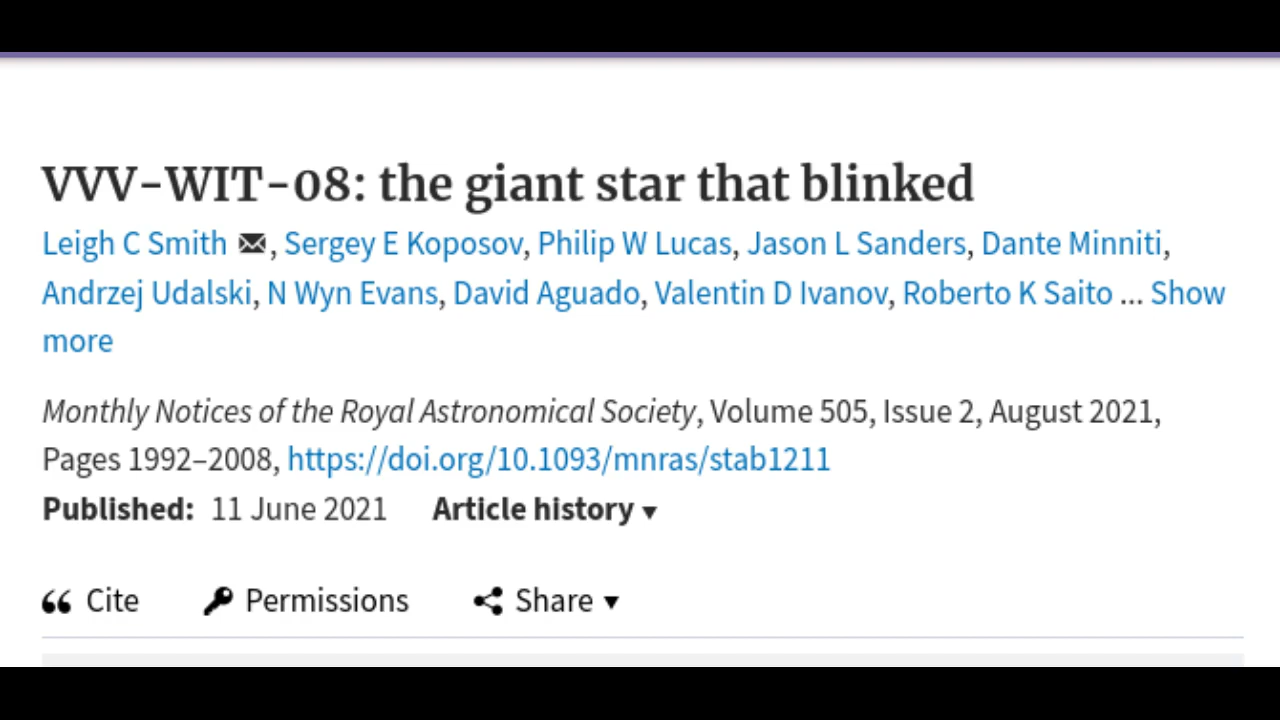 VVV-WIT-08: the giant star that blinked
Leigh C Smith, Sergey E Koposov, Philip W Lucas, Jason L Sanders, Dante Minniti,
Andrzej Udalski, N Wyn Evans, David Aguado, Valentin D Ivanov, Roberto K Saito ... Show
more
Monthly Notices of the Royal Astronomical Society, Volume 505, Issue 2, August 2021,
Pages 1992–2008, https://doi.org/10.1093/mnras/stab1211
Published: 11 June 2021 Article history
Cite Permissions Share